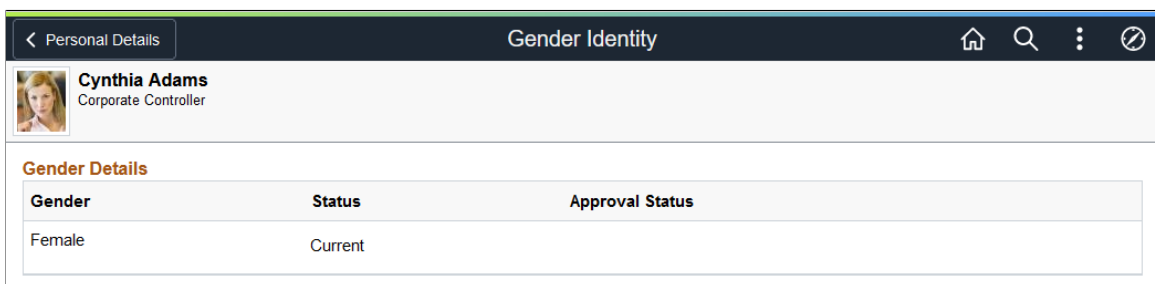 Personal Details
Gender Identity
Cynthia Adams
Corporate Controller
Gender Details
Gender Status Approval Status
Female Current